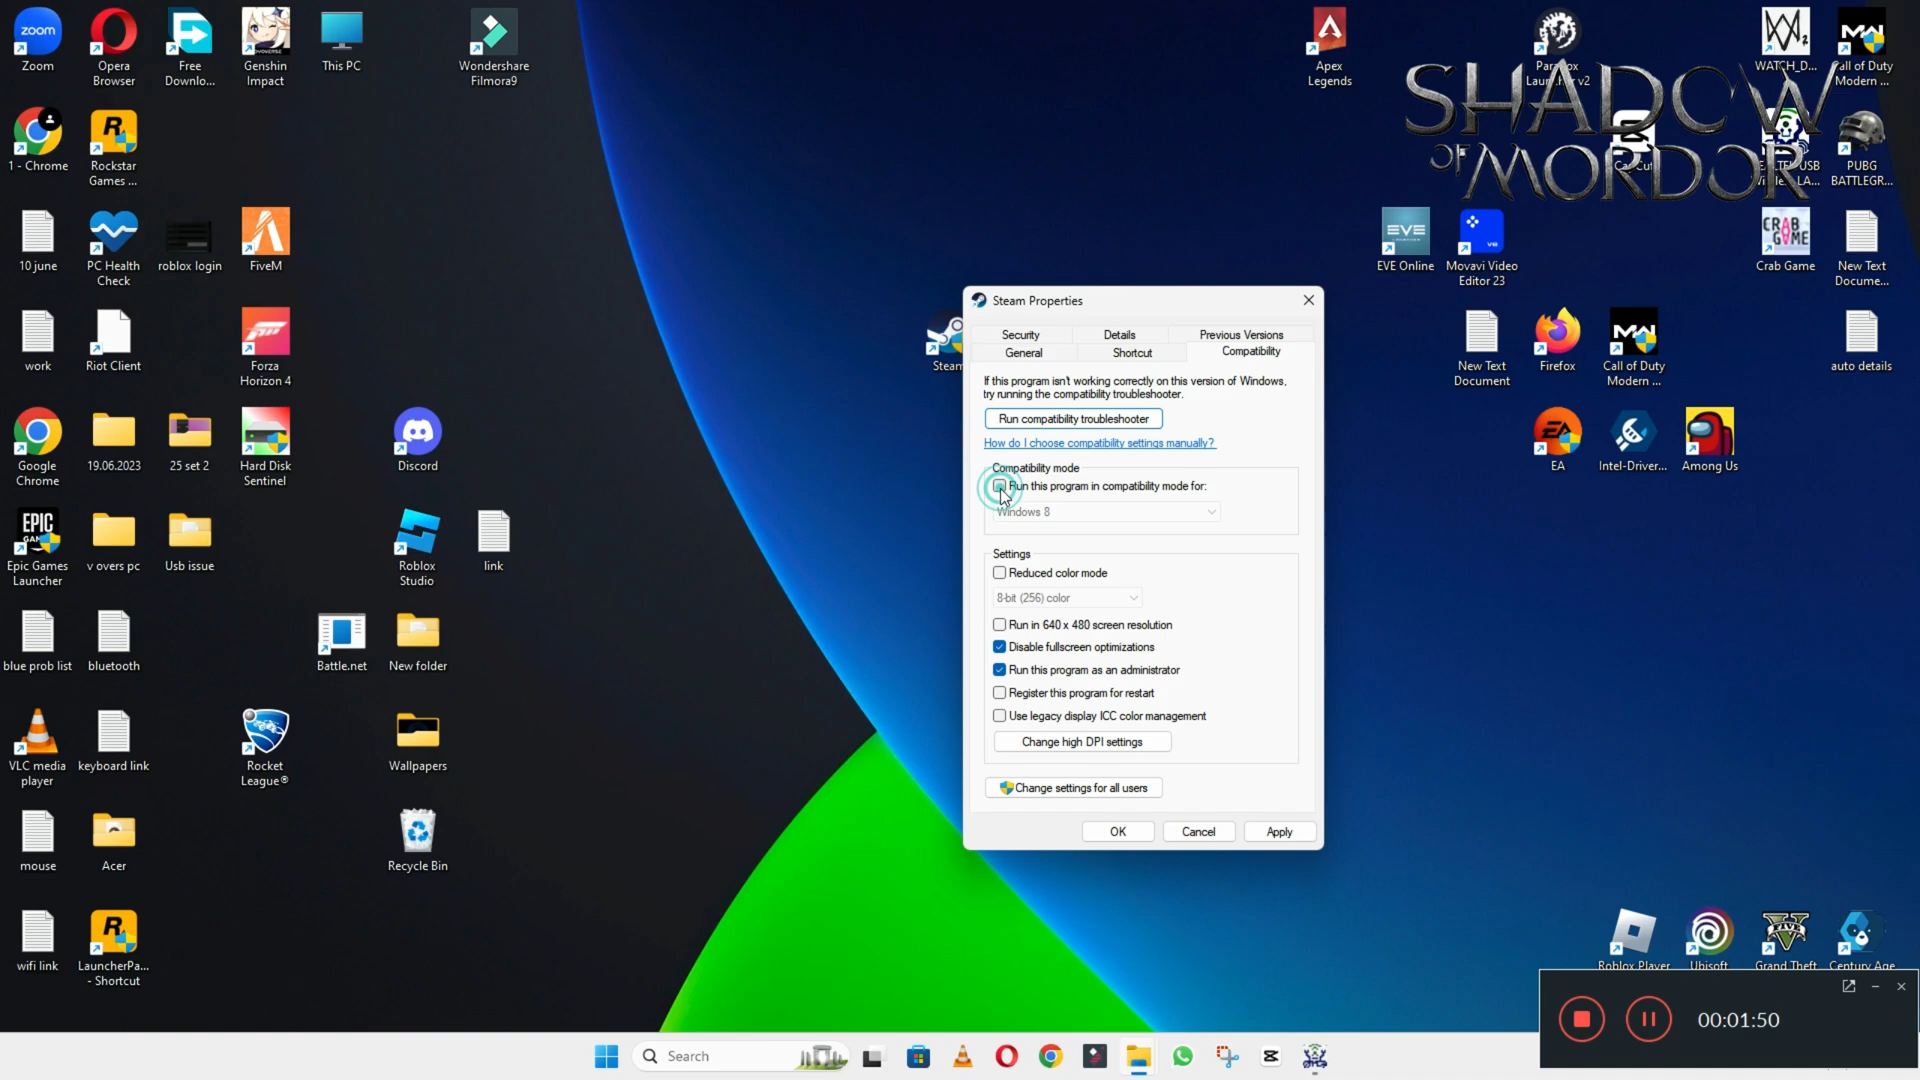 Zoom
Opera
Browser
Free
Downlo...
Genshin
Impact
This PC
Wondershare
Filmora9
Apex
Legends
Launcher v2
WATCH_D...
Call of Duty
Modern ...
SHADOW
OF MORDOR
1 - Chrome
Rockstar
Games ...
PUBG
BATTLEGR...
10 june
PC Health
Check
roblox login
FiveM
EVE Online
Movavi Video
Editor 23
Crab Game
New Text
Docume...
work
Riot Client
Forza
Horizon 4
Steam
New Text
Document
Firefox
Call of Duty
Modern ...
auto details
Google
Chrome
19.06.2023
25 set 2
Hard Disk
Sentinel
Discord
EA
Intel-Driver...
Among Us
Epic Games
Launcher
v overs pc
Usb issue
Roblox
Studio
link
blue prob list
bluetooth
Battle.net
New folder
VLC media
player
keyboard link
Rocket
League®
Wallpapers
mouse
Acer
Recycle Bin
wifi link
LauncherPa...
- Shortcut
Roblox Player
Ubisoft
Grand Theft
Century Age
Steam Properties
Security
Details
Previous Versions
General
Shortcut
Compatibility
If this program isn't working correctly on this version of Windows,
try running the compatibility troubleshooter.
Run compatibility troubleshooter
How do I choose compatibility settings manually?
Compatibility mode
Run this program in compatibility mode for:
Windows 8
Settings
Reduced color mode
8-bit (256) color
Run in 640 x 480 screen resolution
Disable fullscreen optimizations
Run this program as an administrator
Register this program for restart
Use legacy display ICC color management
Change high DPI settings
Change settings for all users
OK
Cancel
Apply
00:01:50
Search